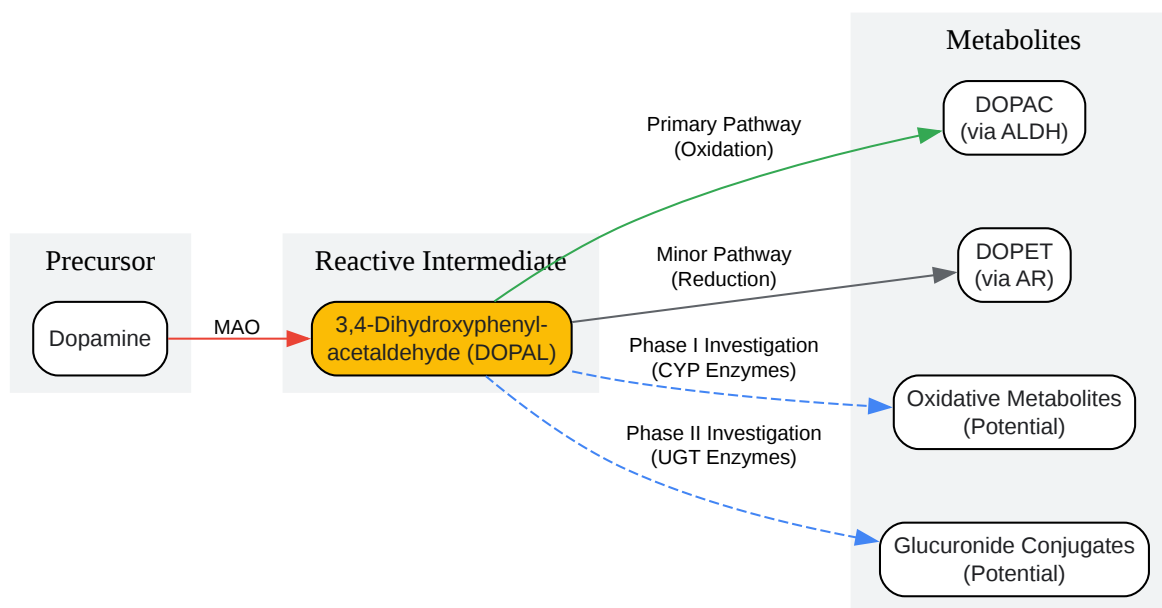 Metabolites
DOPAC
(via ALDH)
Primary Pathway
(Oxidation)
Precursor
Reactive Intermediate
Minor Pathway
(Reduction)
DOPET
(via AR)
Dopamine
MAO
3,4-Dihydroxyphenyl-
acetaldehyde (DOPAL)
Phase I Investigation
(CYP Enzymes)
Oxidative Metabolites
(Potential)
Phase II Investigation
(UGT Enzymes)
Glucuronide Conjugates
(Potential)